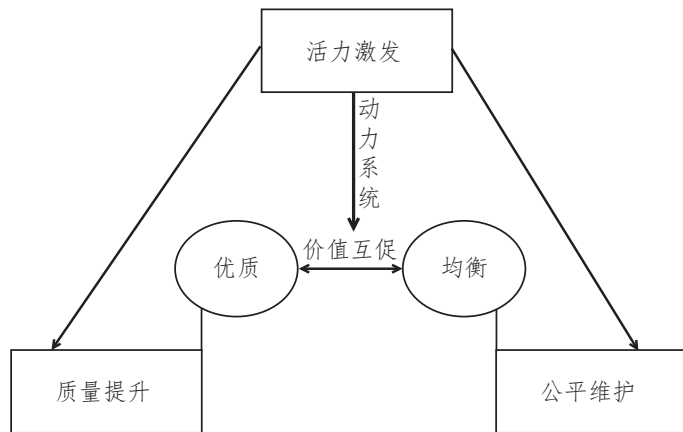 活力激发
动力系统
价值互促
优质
均衡
质量提升
公平维护